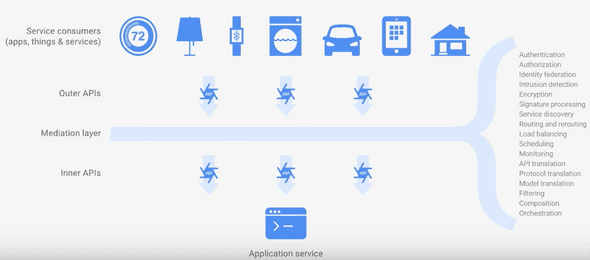 Service consumers
(apps, things & services)
72
Outer APIs
Mediation layer
Inner APIs
Application service
Authentication
Authorization
Identity federation
Intrusion detection
Encryption
Signature processing
Service discovery
Routing and rerouting
Load balancing
Scheduling
Monitoring
API translation
Protocol translation
Model translation
Filtering
Composition
Orchestration